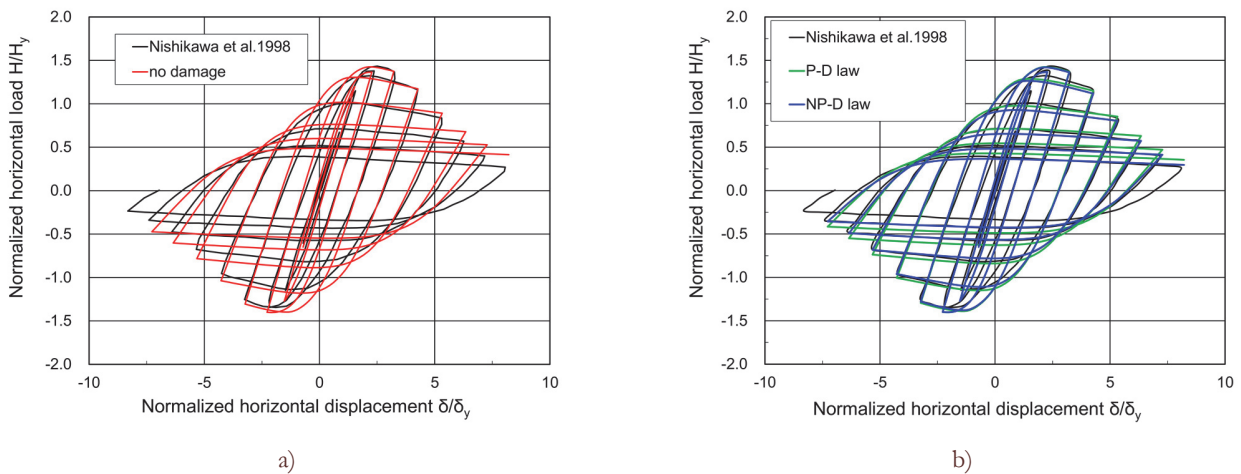 2.0
1.5
1.0
0.5
0.0
-0.5
-1.0
-1.5
-2.0
-10
-5
0
5
10
Normalized horizontal load H/Hy
Normalized horizontal displacement δ/δy
Nishikawa et al.1998
no damage
a)
2.0
1.5
1.0
0.5
0.0
-0.5
-1.0
-1.5
-2.0
-10
-5
0
5
10
Normalized horizontal load H/Hy
Normalized horizontal displacement δ/δy
Nishikawa et al.1998
P-D law
NP-D law
b)